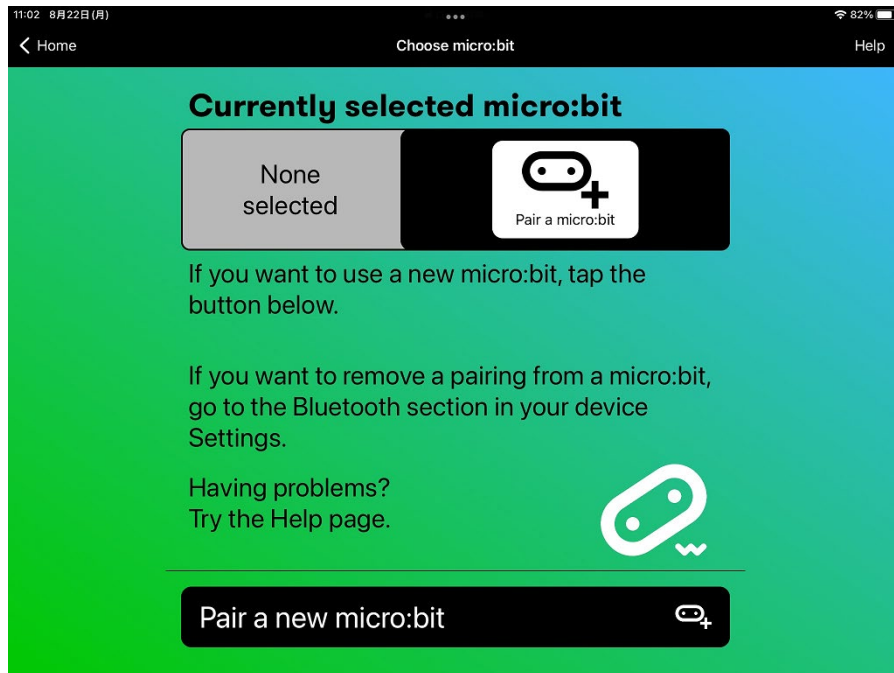 11:02 8月22日(月)
82%
Home
Choose micro:bit
Help
Currently selected micro:bit
None
selected
Pair a micro:bit
If you want to use a new micro:bit, tap the
button below.
If you want to remove a pairing from a micro:bit,
go to the Bluetooth section in your device
Settings.
Having problems?
Try the Help page.
Pair a new micro:bit